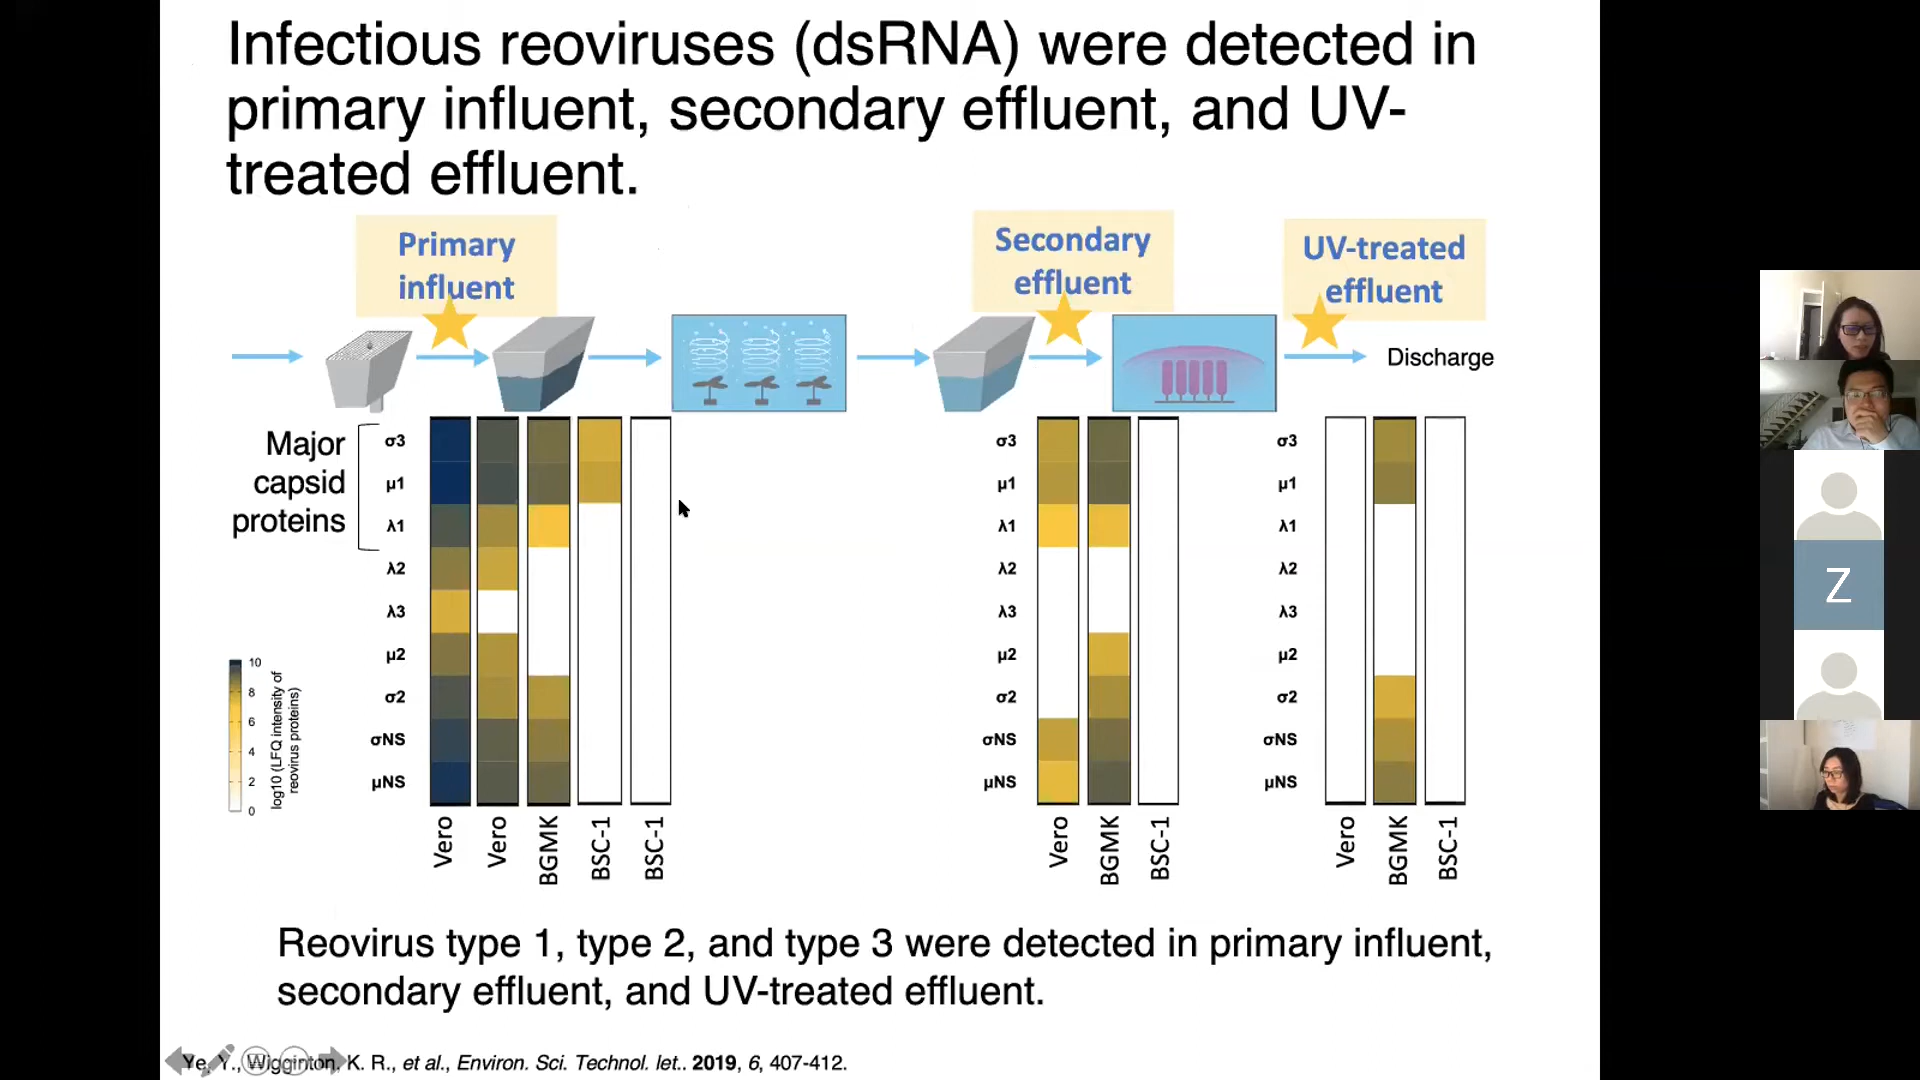 Infectious reoviruses (dsRNA) were detected in
primary influent, secondary effluent, and UV-
treated effluent.
Primary
influent
Secondary
effluent
UV-treated
effluent
Discharge
Major
capsid
proteins
σ3
μ1
λ1
λ2
λ3
μ2
σ2
σNS
μNS
σ3
μ1
λ1
λ2
λ3
μ2
σ2
σNS
μNS
σ3
μ1
λ1
λ2
λ3
μ2
σ2
σNS
μNS
10
8
6
4
2
0
log10 (LFQ intensity of
reovirus proteins)
Vero
Vero
BGMK
BSC-1
BSC-1
Vero
BGMK
BSC-1
Vero
BGMK
BSC-1
Reovirus type 1, type 2, and type 3 were detected in primary influent,
secondary effluent, and UV-treated effluent.
Ye, Y., Wigginton, K. R., et al., Environ. Sci. Technol. let.. 2019, 6, 407-412.
Z